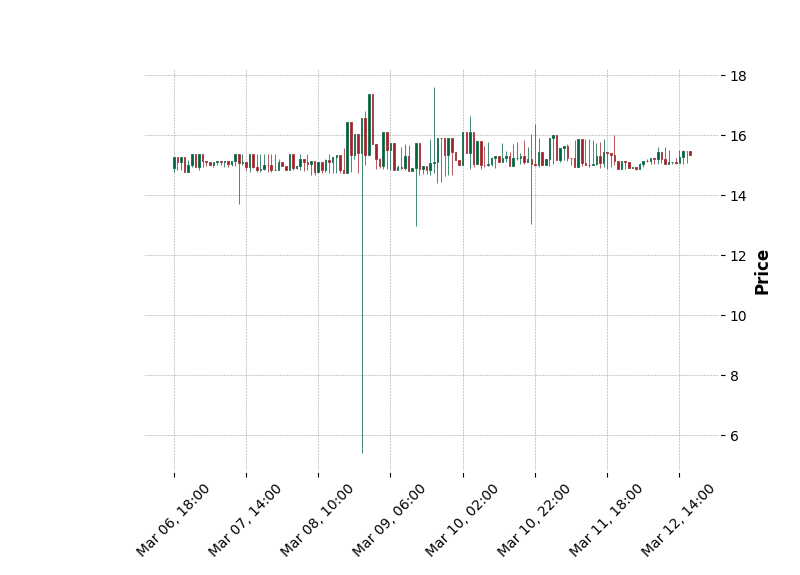 18
16
14
12
10
8
6
Price
Mar 06, 18:00
Mar 07, 14:00
Mar 08, 10:00
Mar 09, 06:00
Mar 10, 02:00
Mar 10, 22:00
Mar 11, 18:00
Mar 12, 14:00